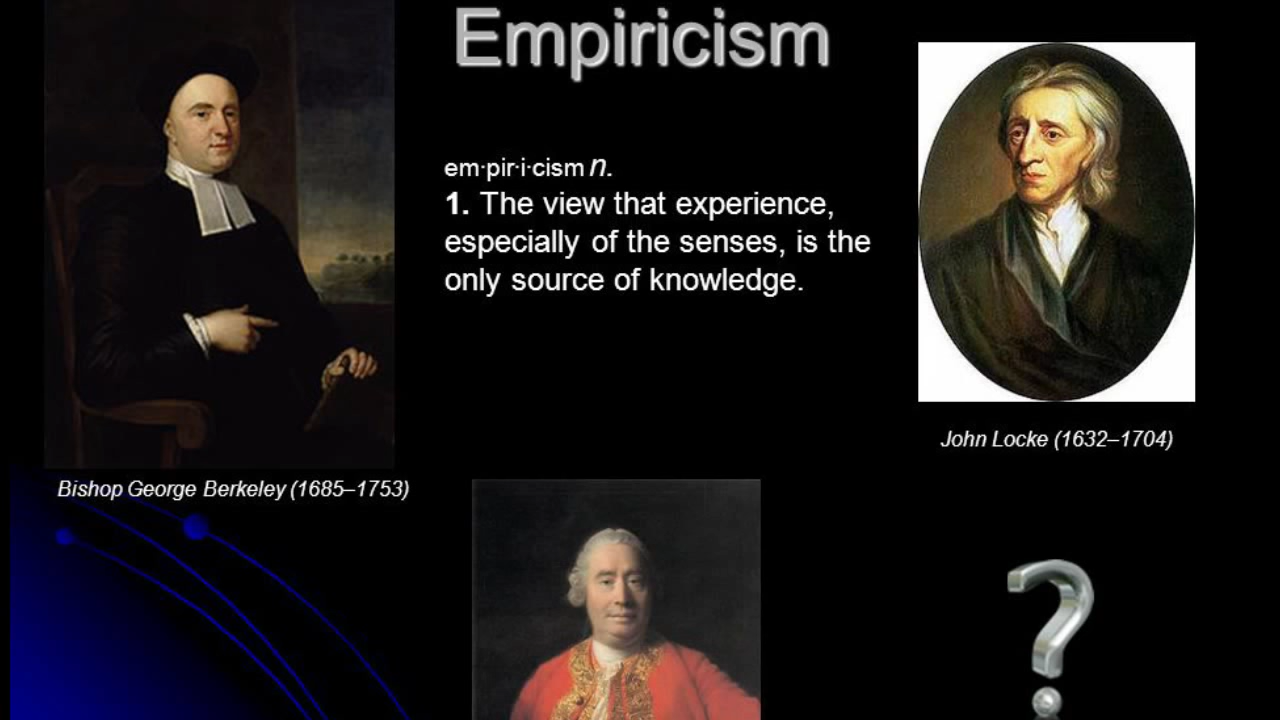 Empiricism
em·pir·i·cism n.
1. The view that experience,
especially of the senses, is the
only source of knowledge.
John Locke (1632–1704)
Bishop George Berkeley (1685–1753)
?